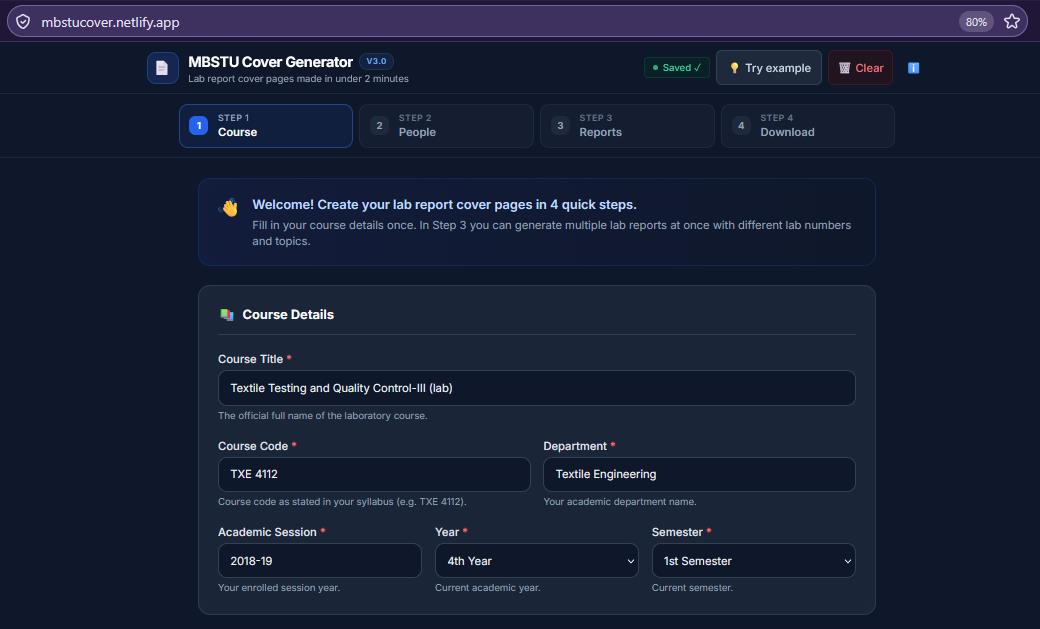 mbstucover.netlify.app
80%
MBSTU Cover Generator V3.0
Lab report cover pages made in under 2 minutes
Saved ✓
Try example
Clear
1 STEP 1
Course
2 STEP 2
People
3 STEP 3
Reports
4 STEP 4
Download
Welcome! Create your lab report cover pages in 4 quick steps.
Fill in your course details once. In Step 3 you can generate multiple lab reports at once with different lab numbers
and topics.
Course Details
Course Title *
Textile Testing and Quality Control-III (lab)
The official full name of the laboratory course.
Course Code *
TXE 4112
Course code as stated in your syllabus (e.g. TXE 4112).
Department *
Textile Engineering
Your academic department name.
Academic Session *
2018-19
Your enrolled session year.
Year *
4th Year
Current academic year.
Semester *
1st Semester
Current semester.